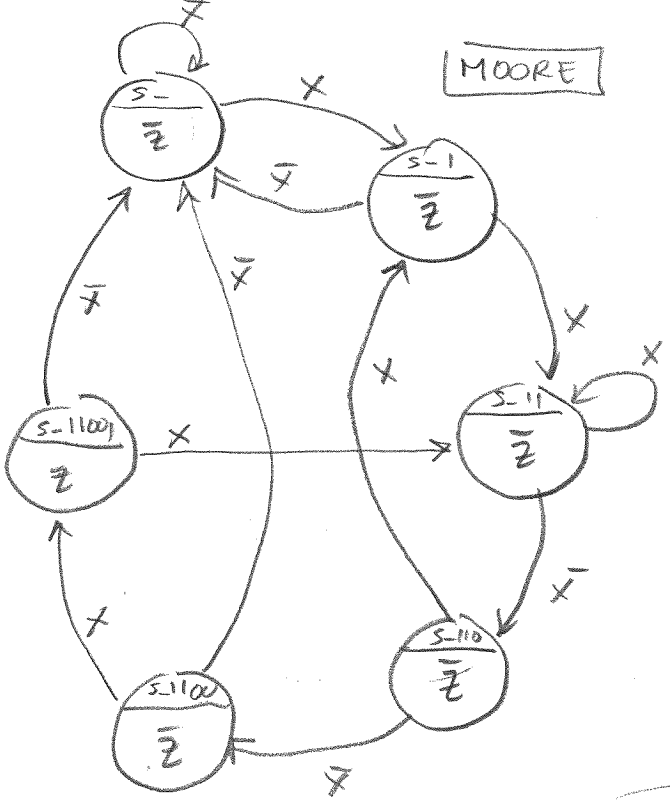 x̄
MOORE
S_
z̄
x
S_1
z̄
x̄
x̄
x̄
x
x
x
S_11
z̄
S_11001
z
x
x̄
x
S_110
z̄
S_1100
z̄
x̄